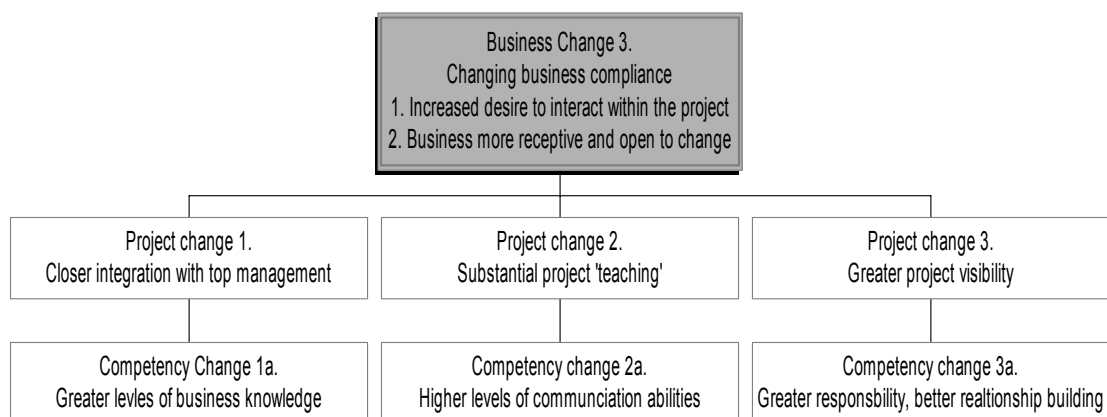 Business Change 3.
Changing business compliance
1. Increased desire to interact within the project
2. Business more receptive and open to change
Project change 1.
Closer integration with top management
Project change 2.
Substantial project 'teaching'
Project change 3.
Greater project visibility
Competency Change 1a.
Greater levles of business knowledge
Competency change 2a.
Higher levels of communciation abilities
Competency change 3a.
Greater responsbility, better realtionship building